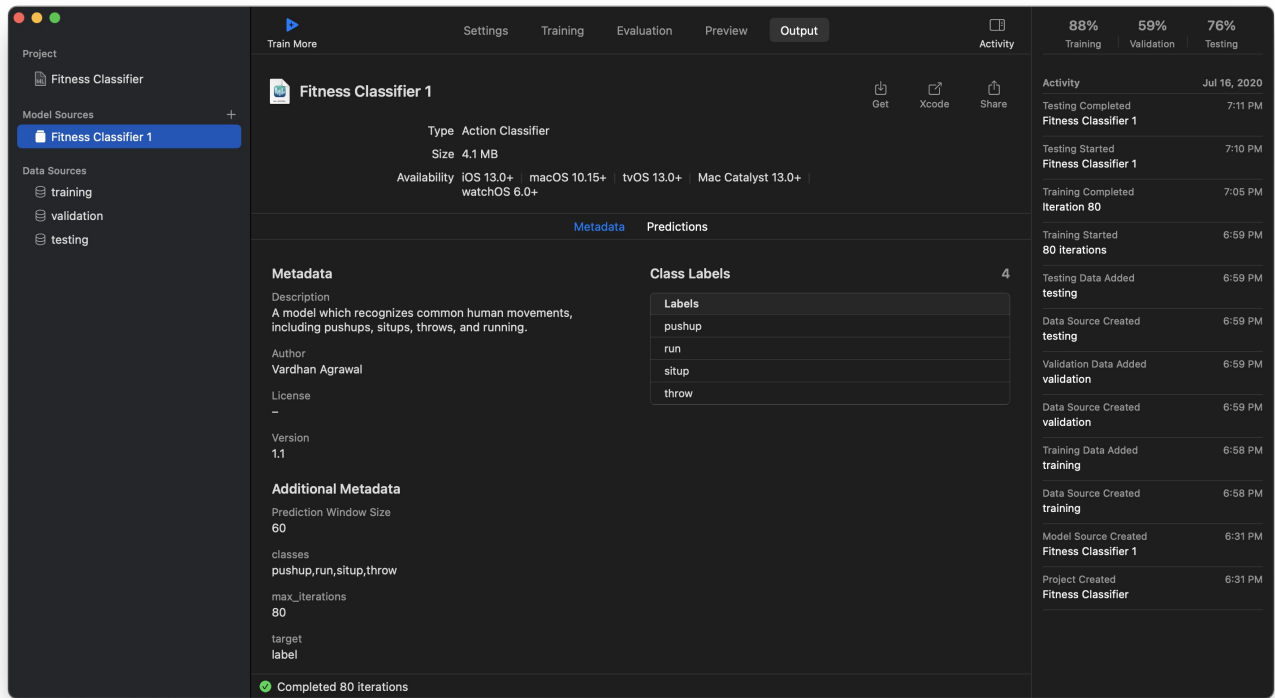 Project
Fitness Classifier
Model Sources
+
Fitness Classifier 1
Data Sources
training
validation
testing
Train More
Settings
Training
Evaluation
Preview
Output
Activity
Fitness Classifier 1
Get
Xcode
Share
Type Action Classifier
Size 4.1 MB
Availability iOS 13.0+ | macOS 10.15+ | tvOS 13.0+ | Mac Catalyst 13.0+ |
watchOS 6.0+
Metadata
Predictions
Metadata
Description
A model which recognizes common human movements,
including pushups, situps, throws, and running.
Author
Vardhan Agrawal
License
–
Version
1.1
Additional Metadata
Prediction Window Size
60
classes
pushup,run,situp,throw
max_iterations
80
target
label
Class Labels 4
Labels
pushup
run
situp
throw
Completed 80 iterations
88% 59% 76%
Training Validation Testing
Activity Jul 16, 2020
Testing Completed 7:11 PM
Fitness Classifier 1
Testing Started 7:10 PM
Fitness Classifier 1
Training Completed 7:05 PM
Iteration 80
Training Started 6:59 PM
80 iterations
Testing Data Added 6:59 PM
testing
Data Source Created 6:59 PM
testing
Validation Data Added 6:59 PM
validation
Data Source Created 6:59 PM
validation
Training Data Added 6:58 PM
training
Data Source Created 6:58 PM
training
Model Source Created 6:31 PM
Fitness Classifier 1
Project Created 6:31 PM
Fitness Classifier